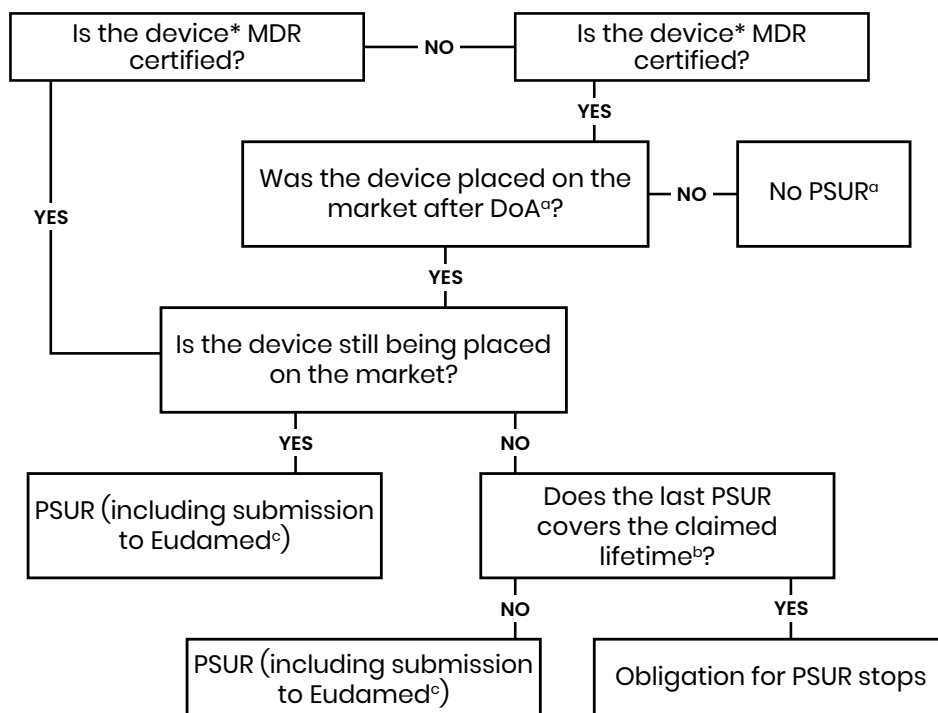 Is the device* MDR
certified?
NO
Is the device* MDR
certified?
YES
YES
Was the device placed on the
market after DoAᵃ?
NO
No PSURᵃ
YES
Is the device still being placed
on the market?
YES
NO
PSUR (including submission
to Eudamedᶜ)
Does the last PSUR
covers the claimed
lifetimeᵇ?
NO
YES
PSUR (including submission
to Eudamedᶜ)
Obligation for PSUR stops